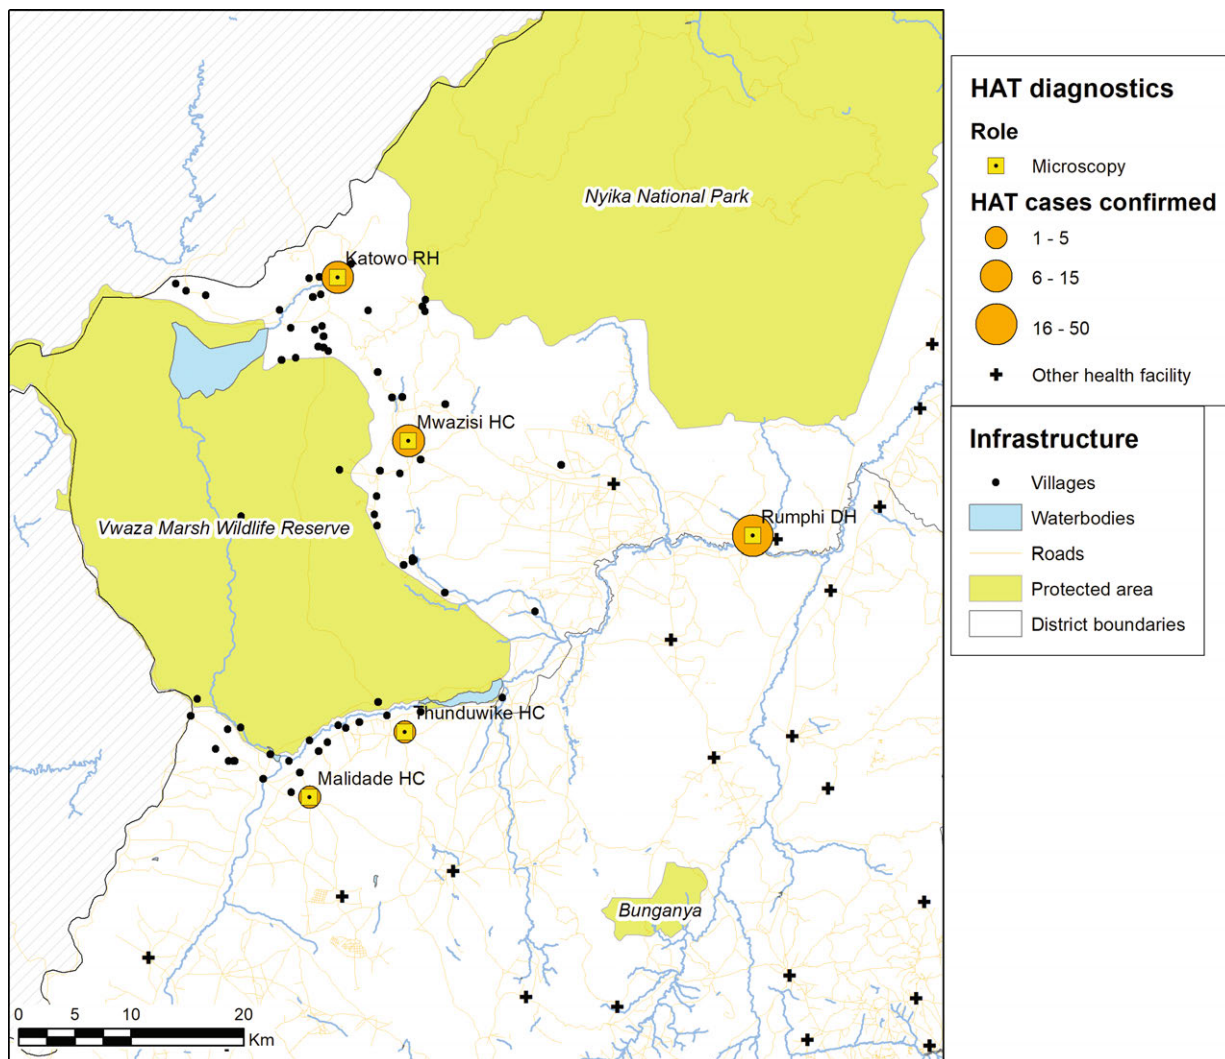 Nyika National Park
Katowo RH
Mwazisi HC
Vwaza Marsh Wildlife Reserve
Rumphi DH
Thunduwike HC
Malidade HC
Bunganya
0 5 10 20
Km
HAT diagnostics
Role
Microscopy
HAT cases confirmed
1 - 5
6 - 15
16 - 50
Other health facility
Infrastructure
Villages
Waterbodies
Roads
Protected area
District boundaries